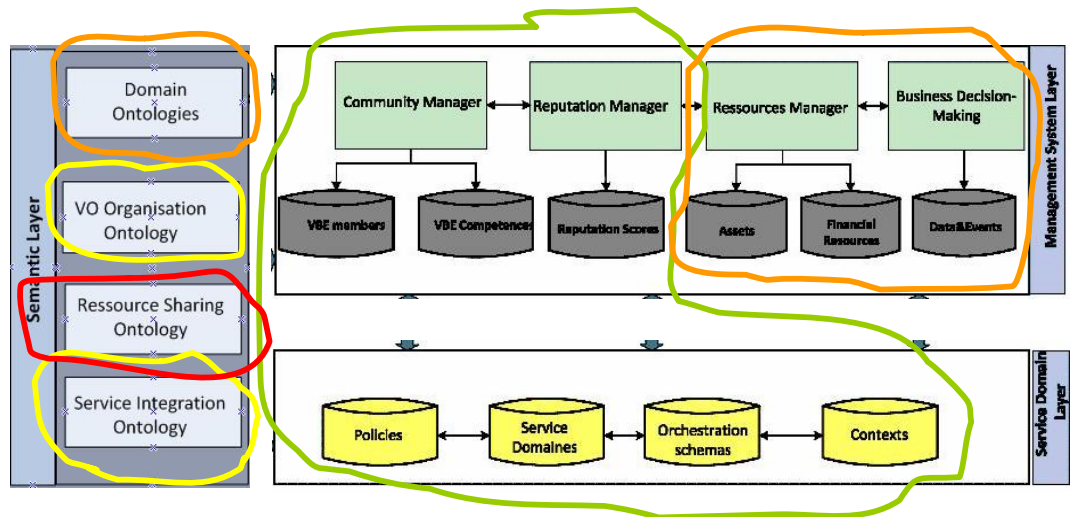 Semantic Layer
Domain
Ontologies
VO Organisation
Ontology
Ressource Sharing
Ontology
Service Integration
Ontology
Community Manager
Reputation Manager
Ressources Manager
Business Decision-
Making
VBE members
VBE Competences
Reputation Scores
Assets
Financial
Resources
Data&Events
Management System Layer
Policies
Service
Domaines
Orchestration
schemas
Contexts
Service Domain
Layer